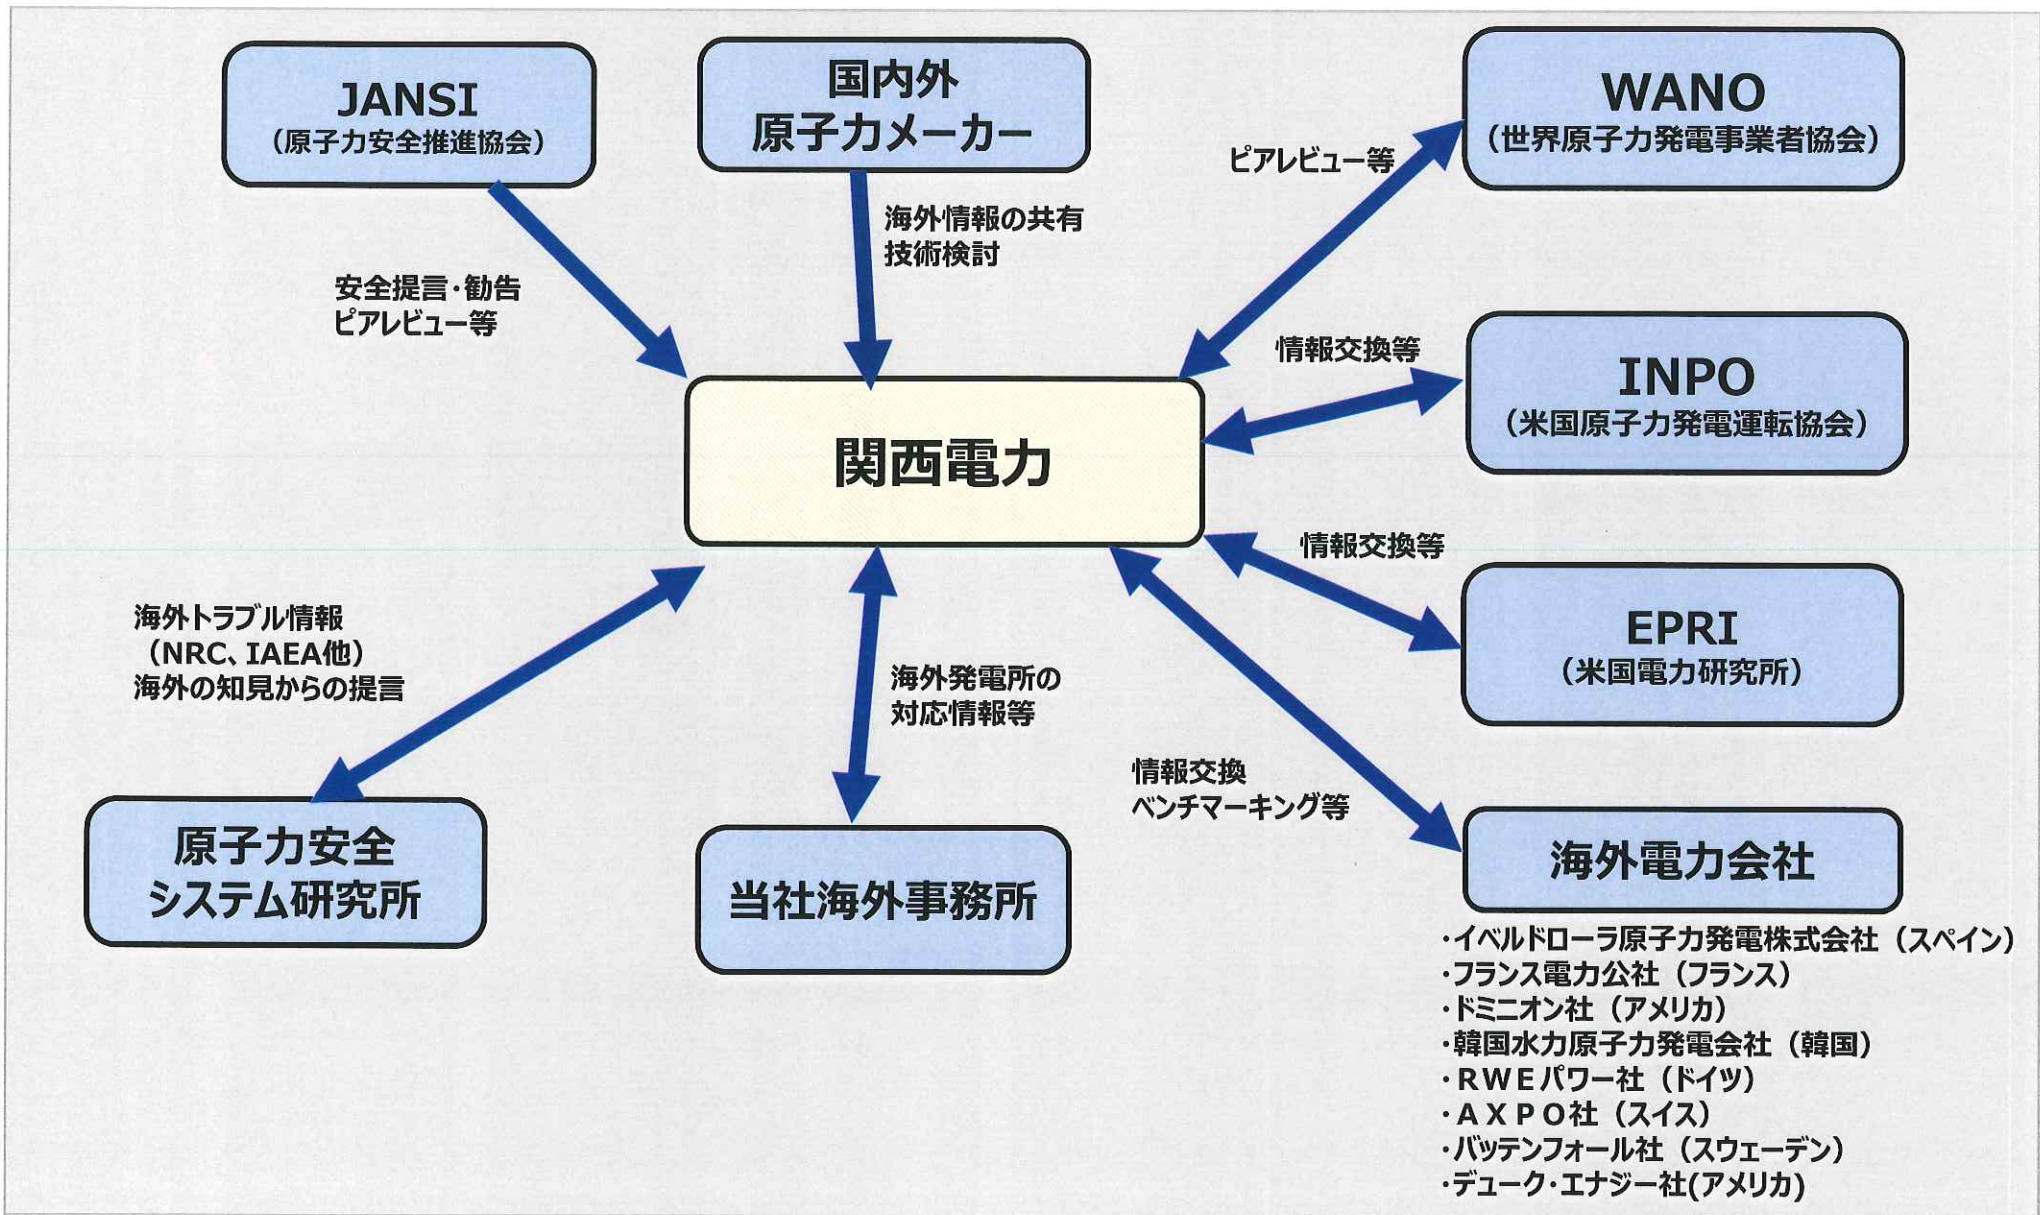 JANSI
（原子力安全推進協会）
国内外
原子力メーカー
WANO
（世界原子力発電事業者協会）
ピアレビュー等
海外情報の共有
技術検討
安全提言・勧告
ピアレビュー等
情報交換等
INPO
（米国原子力発電運転協会）
関西電力
情報交換等
EPRI
（米国電力研究所）
海外トラブル情報
（NRC、IAEA他）
海外の知見からの提言
海外発電所の
対応情報等
情報交換
ベンチマーキング等
原子力安全
システム研究所
当社海外事務所
海外電力会社
・イベルドローラ原子力発電株式会社（スペイン）
・フランス電力公社（フランス）
・ドミニオン社（アメリカ）
・韓国水力原子力発電会社（韓国）
・ＲＷＥパワー社（ドイツ）
・ＡＸＰＯ社（スイス）
・バッテンフォール社（スウェーデン）
・デューク・エナジー社(アメリカ)